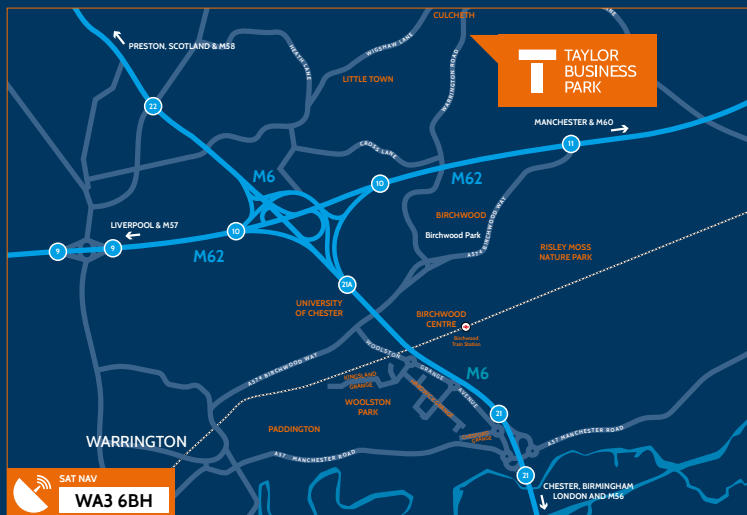 CULCHETH
PRESTON, SCOTLAND & M58
HEATH LANE
WIGSHAW LANE
WARRINGTON ROAD
LITTLE TOWN
T TAYLOR
BUSINESS
PARK
22
MANCHESTER & M60
11
CROSS LANE
M6
10
M62
BIRCHWOOD
Birchwood Park
A574 BIRCHWOOD WAY
LIVERPOOL & M57
9
9
10
M62
RISLEY MOSS
NATURE PARK
21A
UNIVERSITY
OF CHESTER
BIRCHWOOD
CENTRE
Birchwood
Train Station
A574 BIRCHWOOD WAY
WOOLSTON GRANGE AVENUE
M6
KINGSLAND
GRANGE
WOOLSTON
PARK
21
PADDINGTON
GRANGE
WARRINGTON
A57 MANCHESTER ROAD
A57 MANCHESTER ROAD
21
SAT NAV
WA3 6BH
CHESTER, BIRMINGHAM
LONDON AND M56